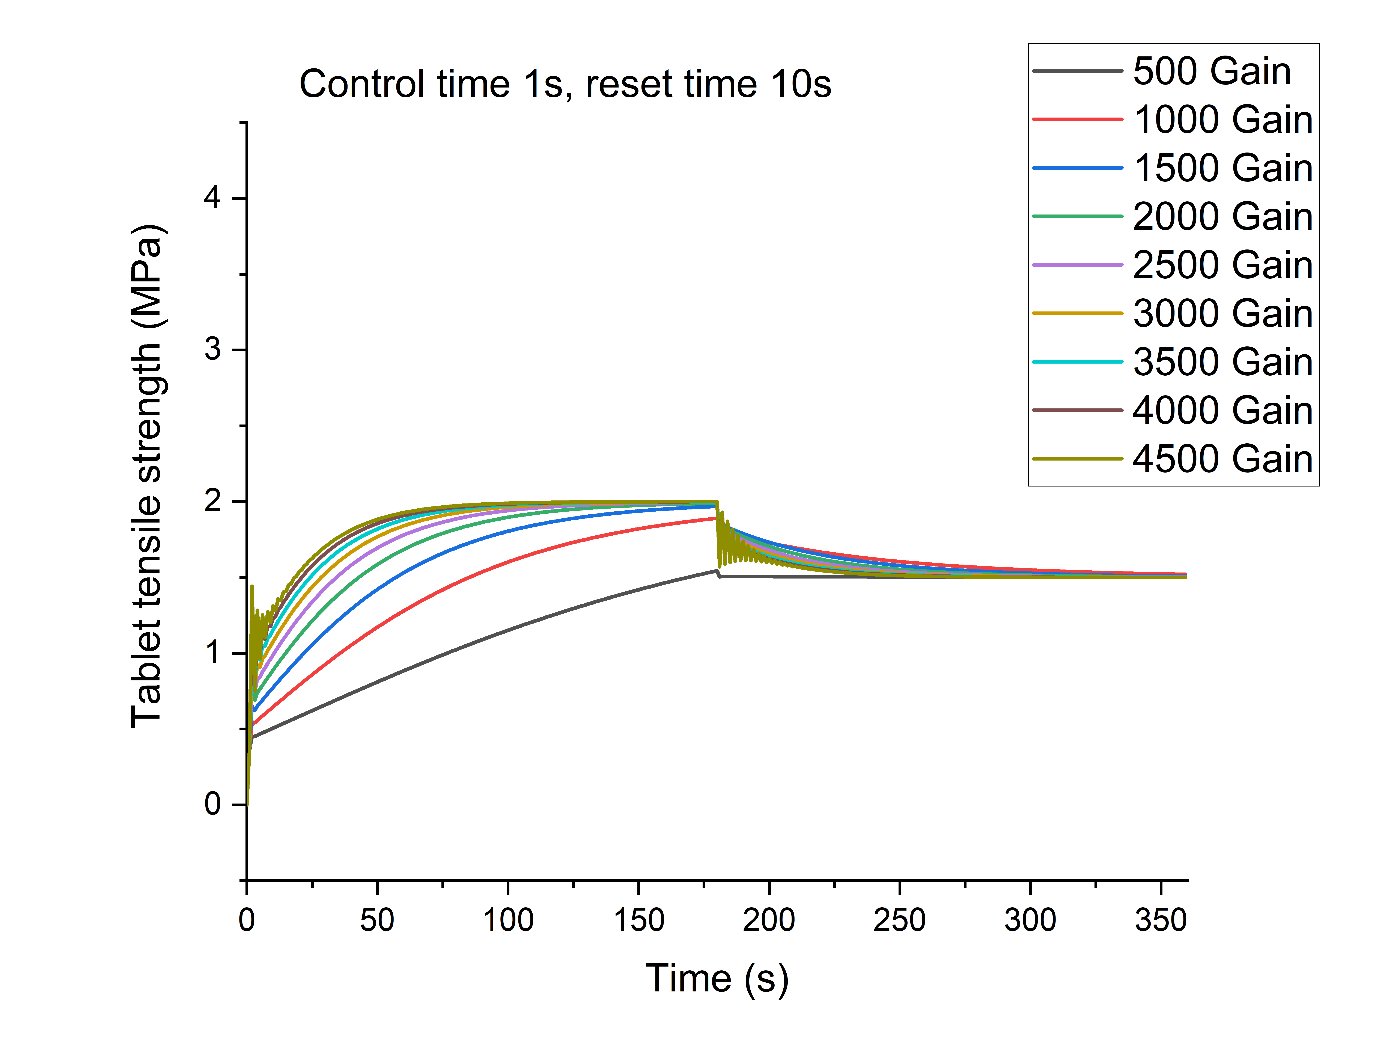 Control time 1s, reset time 10s
500 Gain
1000 Gain
1500 Gain
2000 Gain
2500 Gain
3000 Gain
3500 Gain
4000 Gain
4500 Gain
Tablet tensile strength (MPa)
4
3
2
1
0
0 50 100 150 200 250 300 350
Time (s)